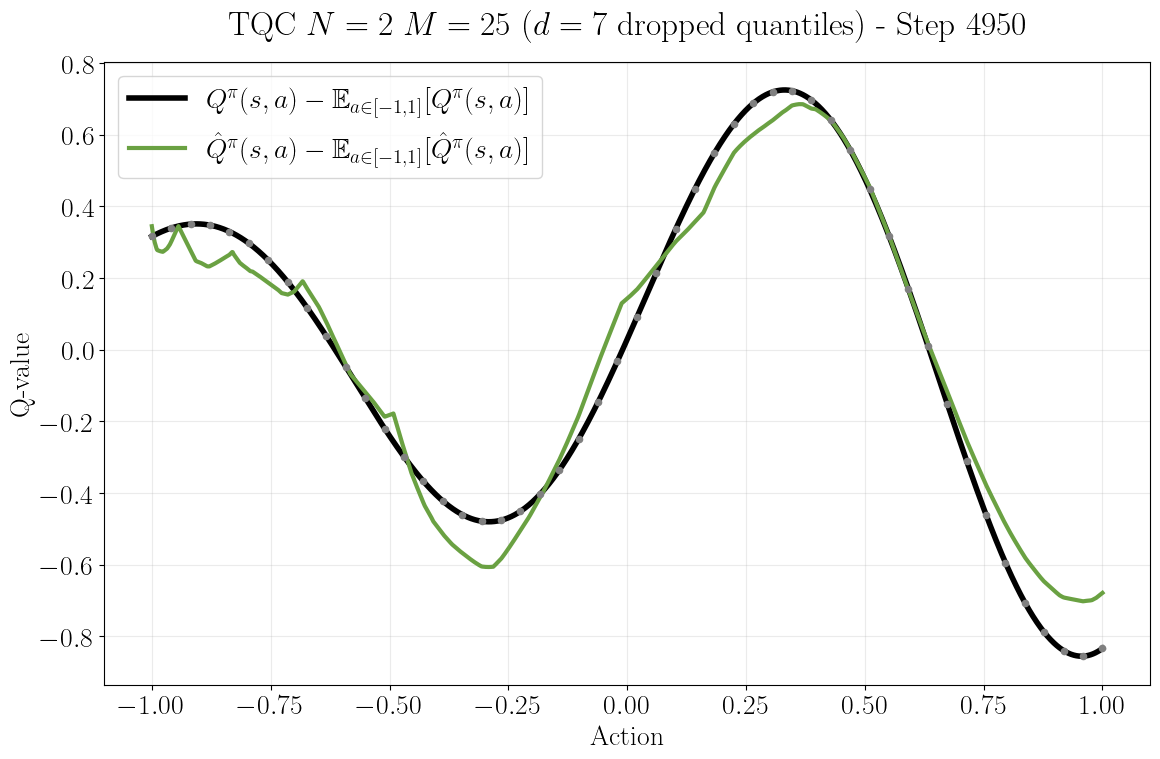 TQC N = 2 M = 25 (d = 7 dropped quantiles) - Step 4950
Q^π(s, a) − 𝔼_{a∈[−1,1]}[Q^π(s, a)]
Q̂^π(s, a) − 𝔼_{a∈[−1,1]}[Q̂^π(s, a)]
0.8
0.6
0.4
0.2
0.0
−0.2
−0.4
−0.6
−0.8
Q-value
−1.00 −0.75 −0.50 −0.25 0.00 0.25 0.50 0.75 1.00
Action